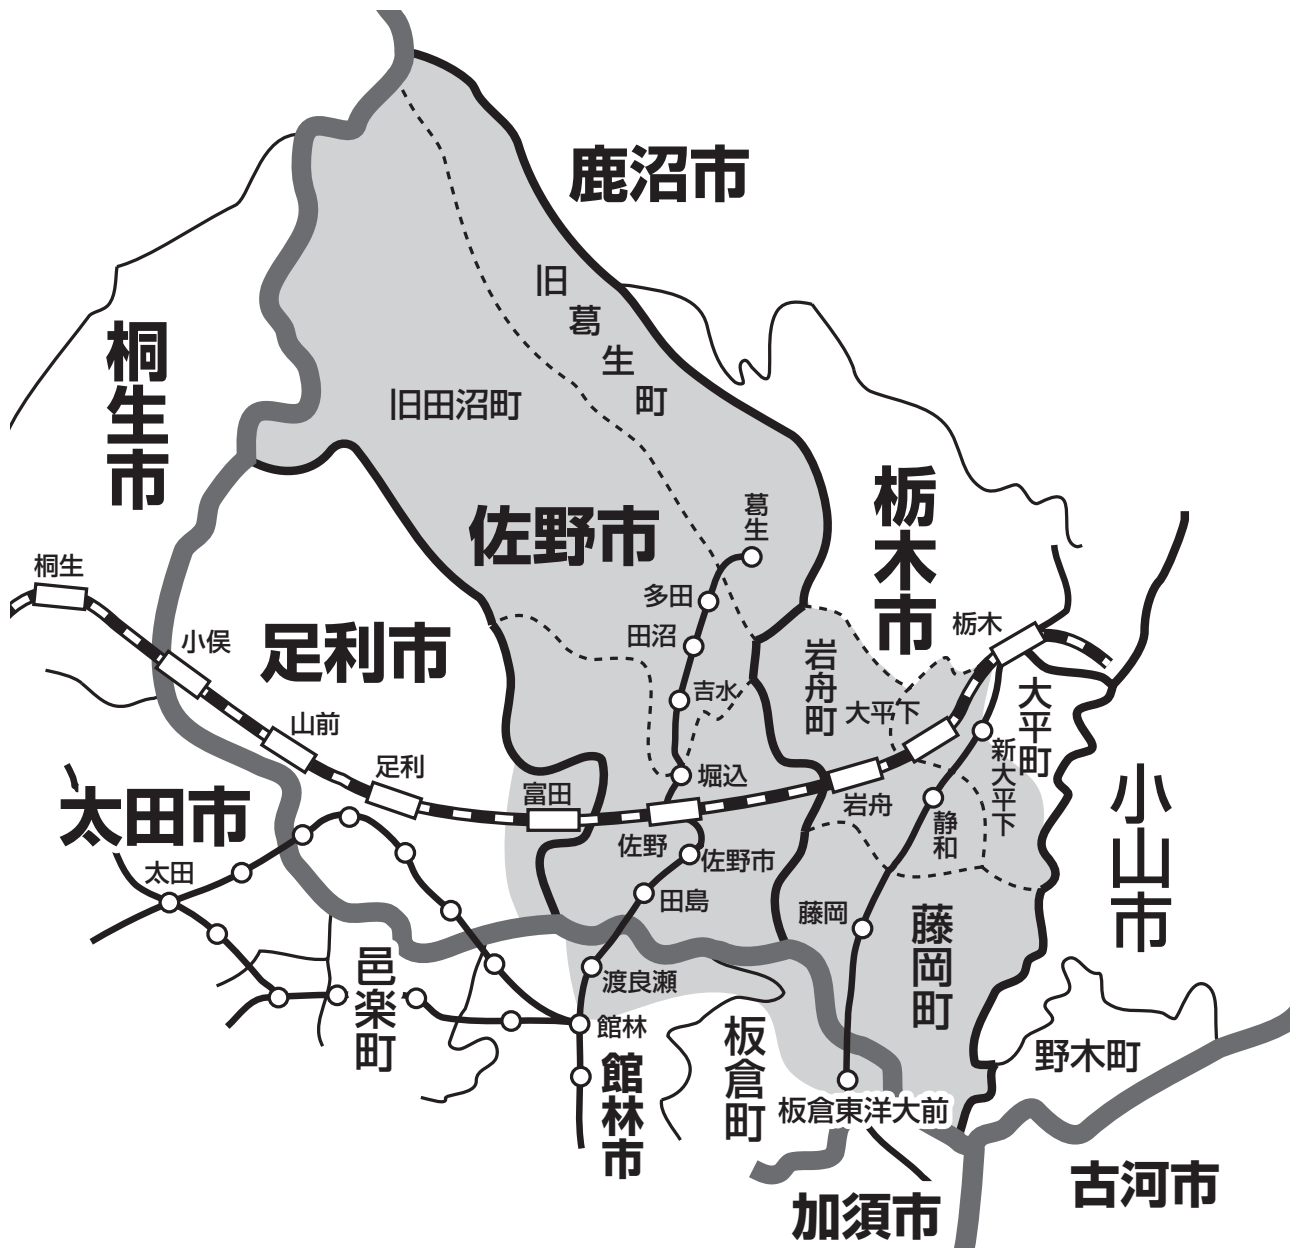 鹿沼市
旧葛生町
桐生市
旧田沼町
栃木市
葛生
佐野市
桐生
多田
小俣
足利市
田沼
栃木
岩舟町
吉水
大平町
大平下
山前
新大平下
足利
堀込
小山市
富田
岩舟
太田市
静和
佐野
佐野市
太田
田島
藤岡
藤岡町
邑楽町
渡良瀬
館林
板倉町
野木町
館林市
板倉東洋大前
古河市
加須市